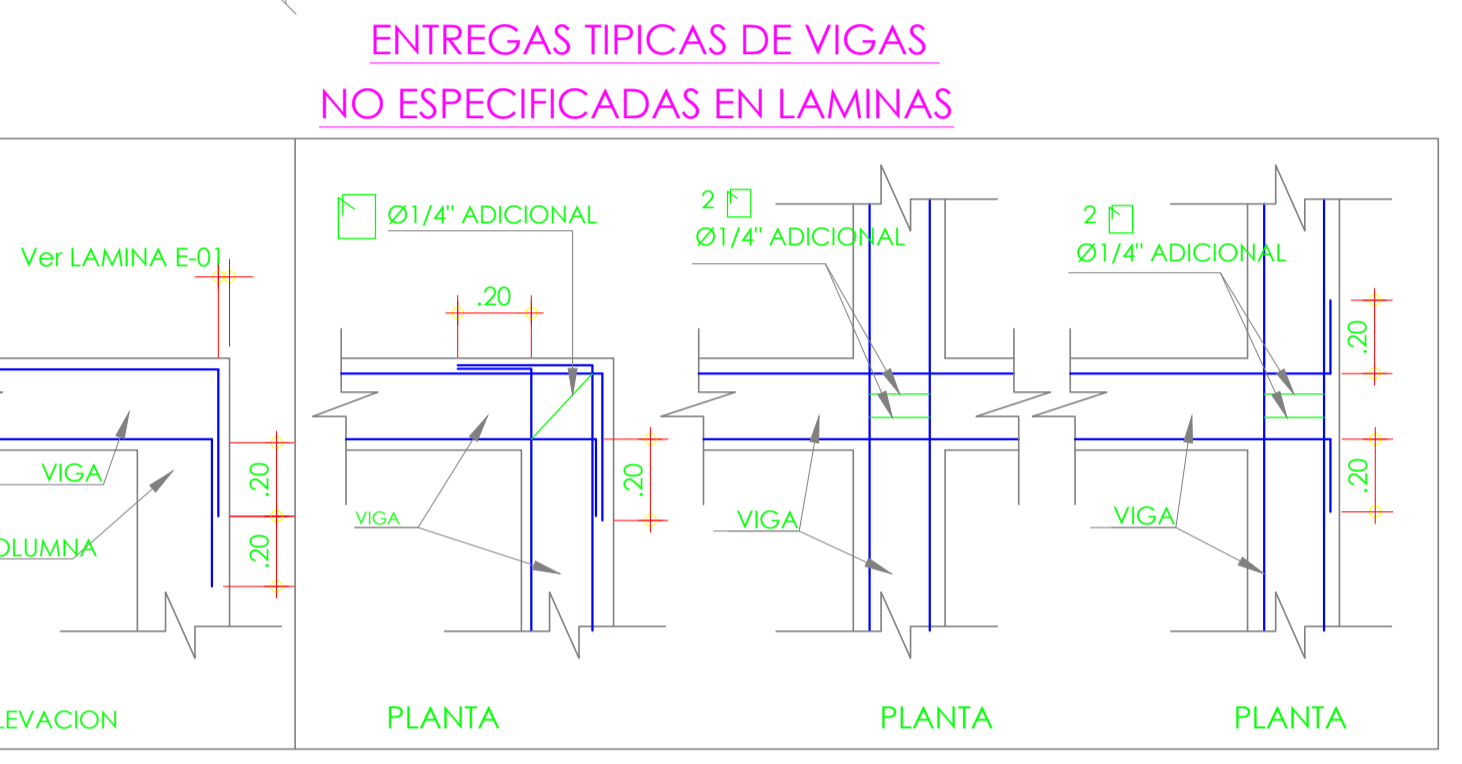 ENTREGAS TIPICAS DE VIGAS
NO ESPECIFICADAS EN LAMINAS
Ver LAMINA E-01
VIGA
OLUMNA
.20
.20
LEVACION
Ø1/4" ADICIONAL
.20
.20
VIGA
PLANTA
2
Ø1/4" ADICIONAL
VIGA
PLANTA
2
Ø1/4" ADICIONAL
.20
.20
VIGA
PLANTA